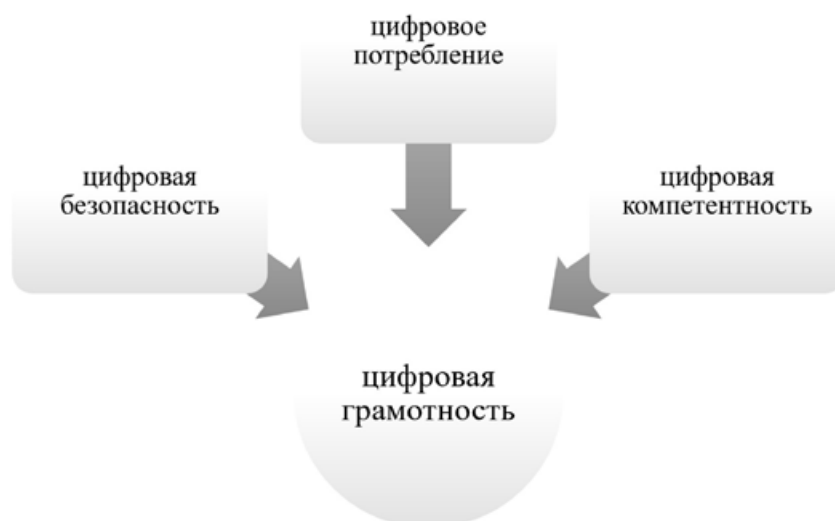 цифровое
потребление
цифровая
безопасность
цифровая
компетентность
цифровая
грамотность